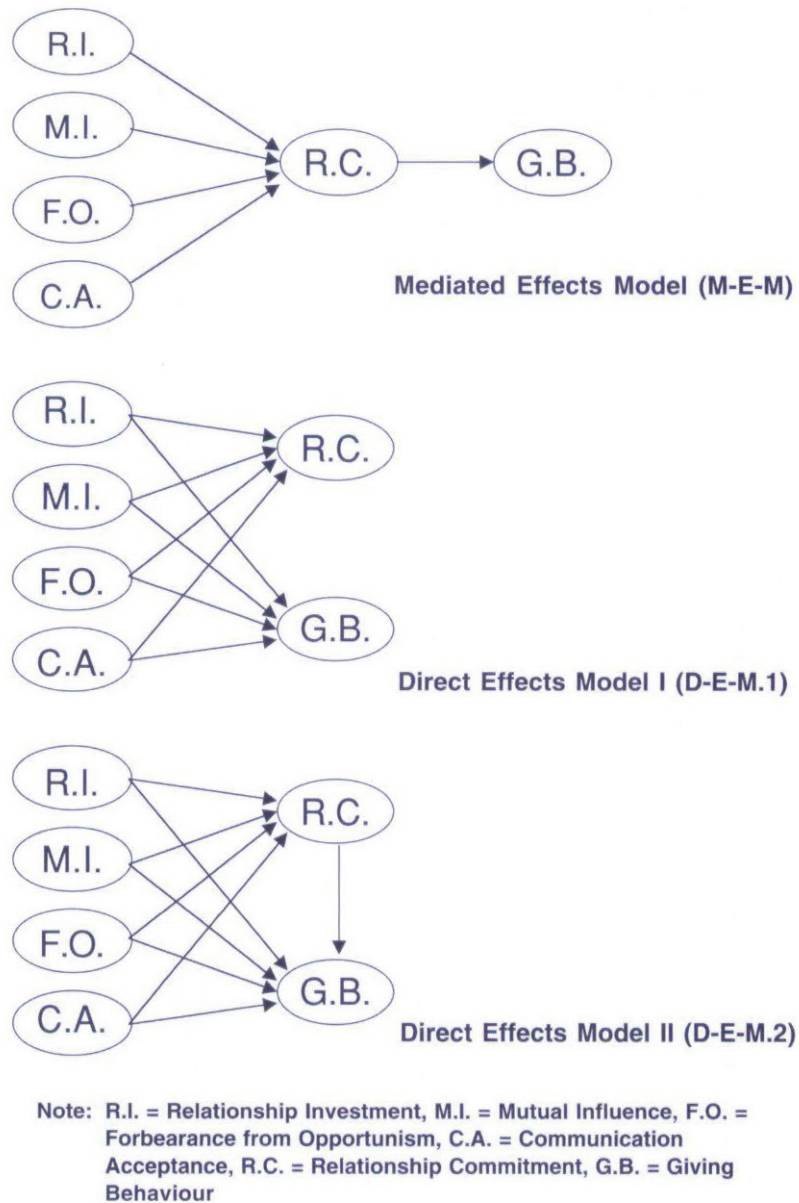 R.I.
M.I.
F.O.
C.A.
R.C.
G.B.
Mediated Effects Model (M-E-M)
R.I.
M.I.
F.O.
C.A.
R.C.
G.B.
Direct Effects Model I (D-E-M.1)
R.I.
M.I.
F.O.
C.A.
R.C.
G.B.
Direct Effects Model II (D-E-M.2)
Note: R.I. = Relationship Investment, M.I. = Mutual Influence, F.O. =
Forbearance from Opportunism, C.A. = Communication
Acceptance, R.C. = Relationship Commitment, G.B. = Giving
Behaviour